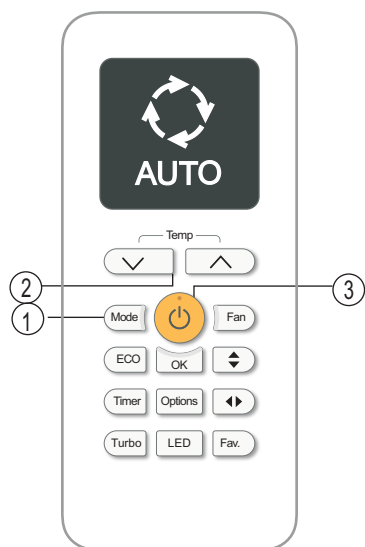 AUTO
Temp
2
3
1
Mode
Fan
ECO
OK
Timer
Options
Turbo
LED
Fav.